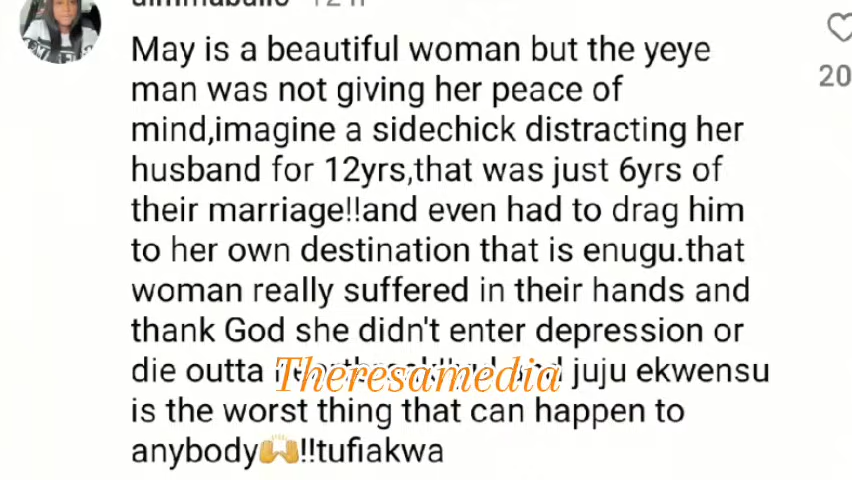 May is a beautiful woman but the yeye
man was not giving her peace of
mind,imagine a sidechick distracting her
husband for 12yrs,that was just 6yrs of
their marriage!!and even had to drag him
to her own destination that is enugu.that
woman really suffered in their hands and
thank God she didn't enter depression or
die outta juju ekwensu
Theresamedia
is the worst thing that can happen to
anybody🙌!!tufiakwa
20